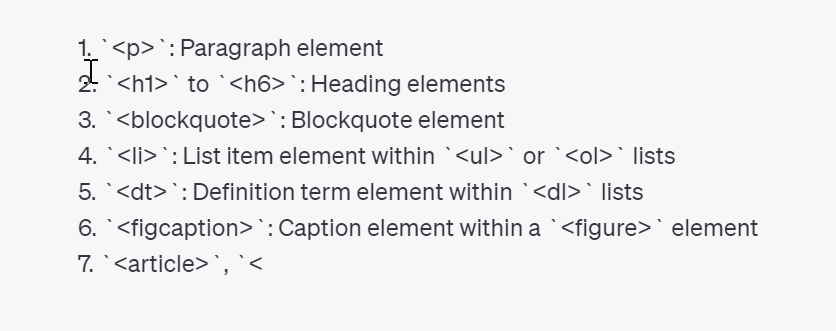 1. `<p>`: Paragraph element
2. `<h1>` to `<h6>`: Heading elements
3. `<blockquote>`: Blockquote element
4. `<li>`: List item element within `<ul>` or `<ol>` lists
5. `<dt>`: Definition term element within `<dl>` lists
6. `<figcaption>`: Caption element within a `<figure>` element
7. `<article>`, `<